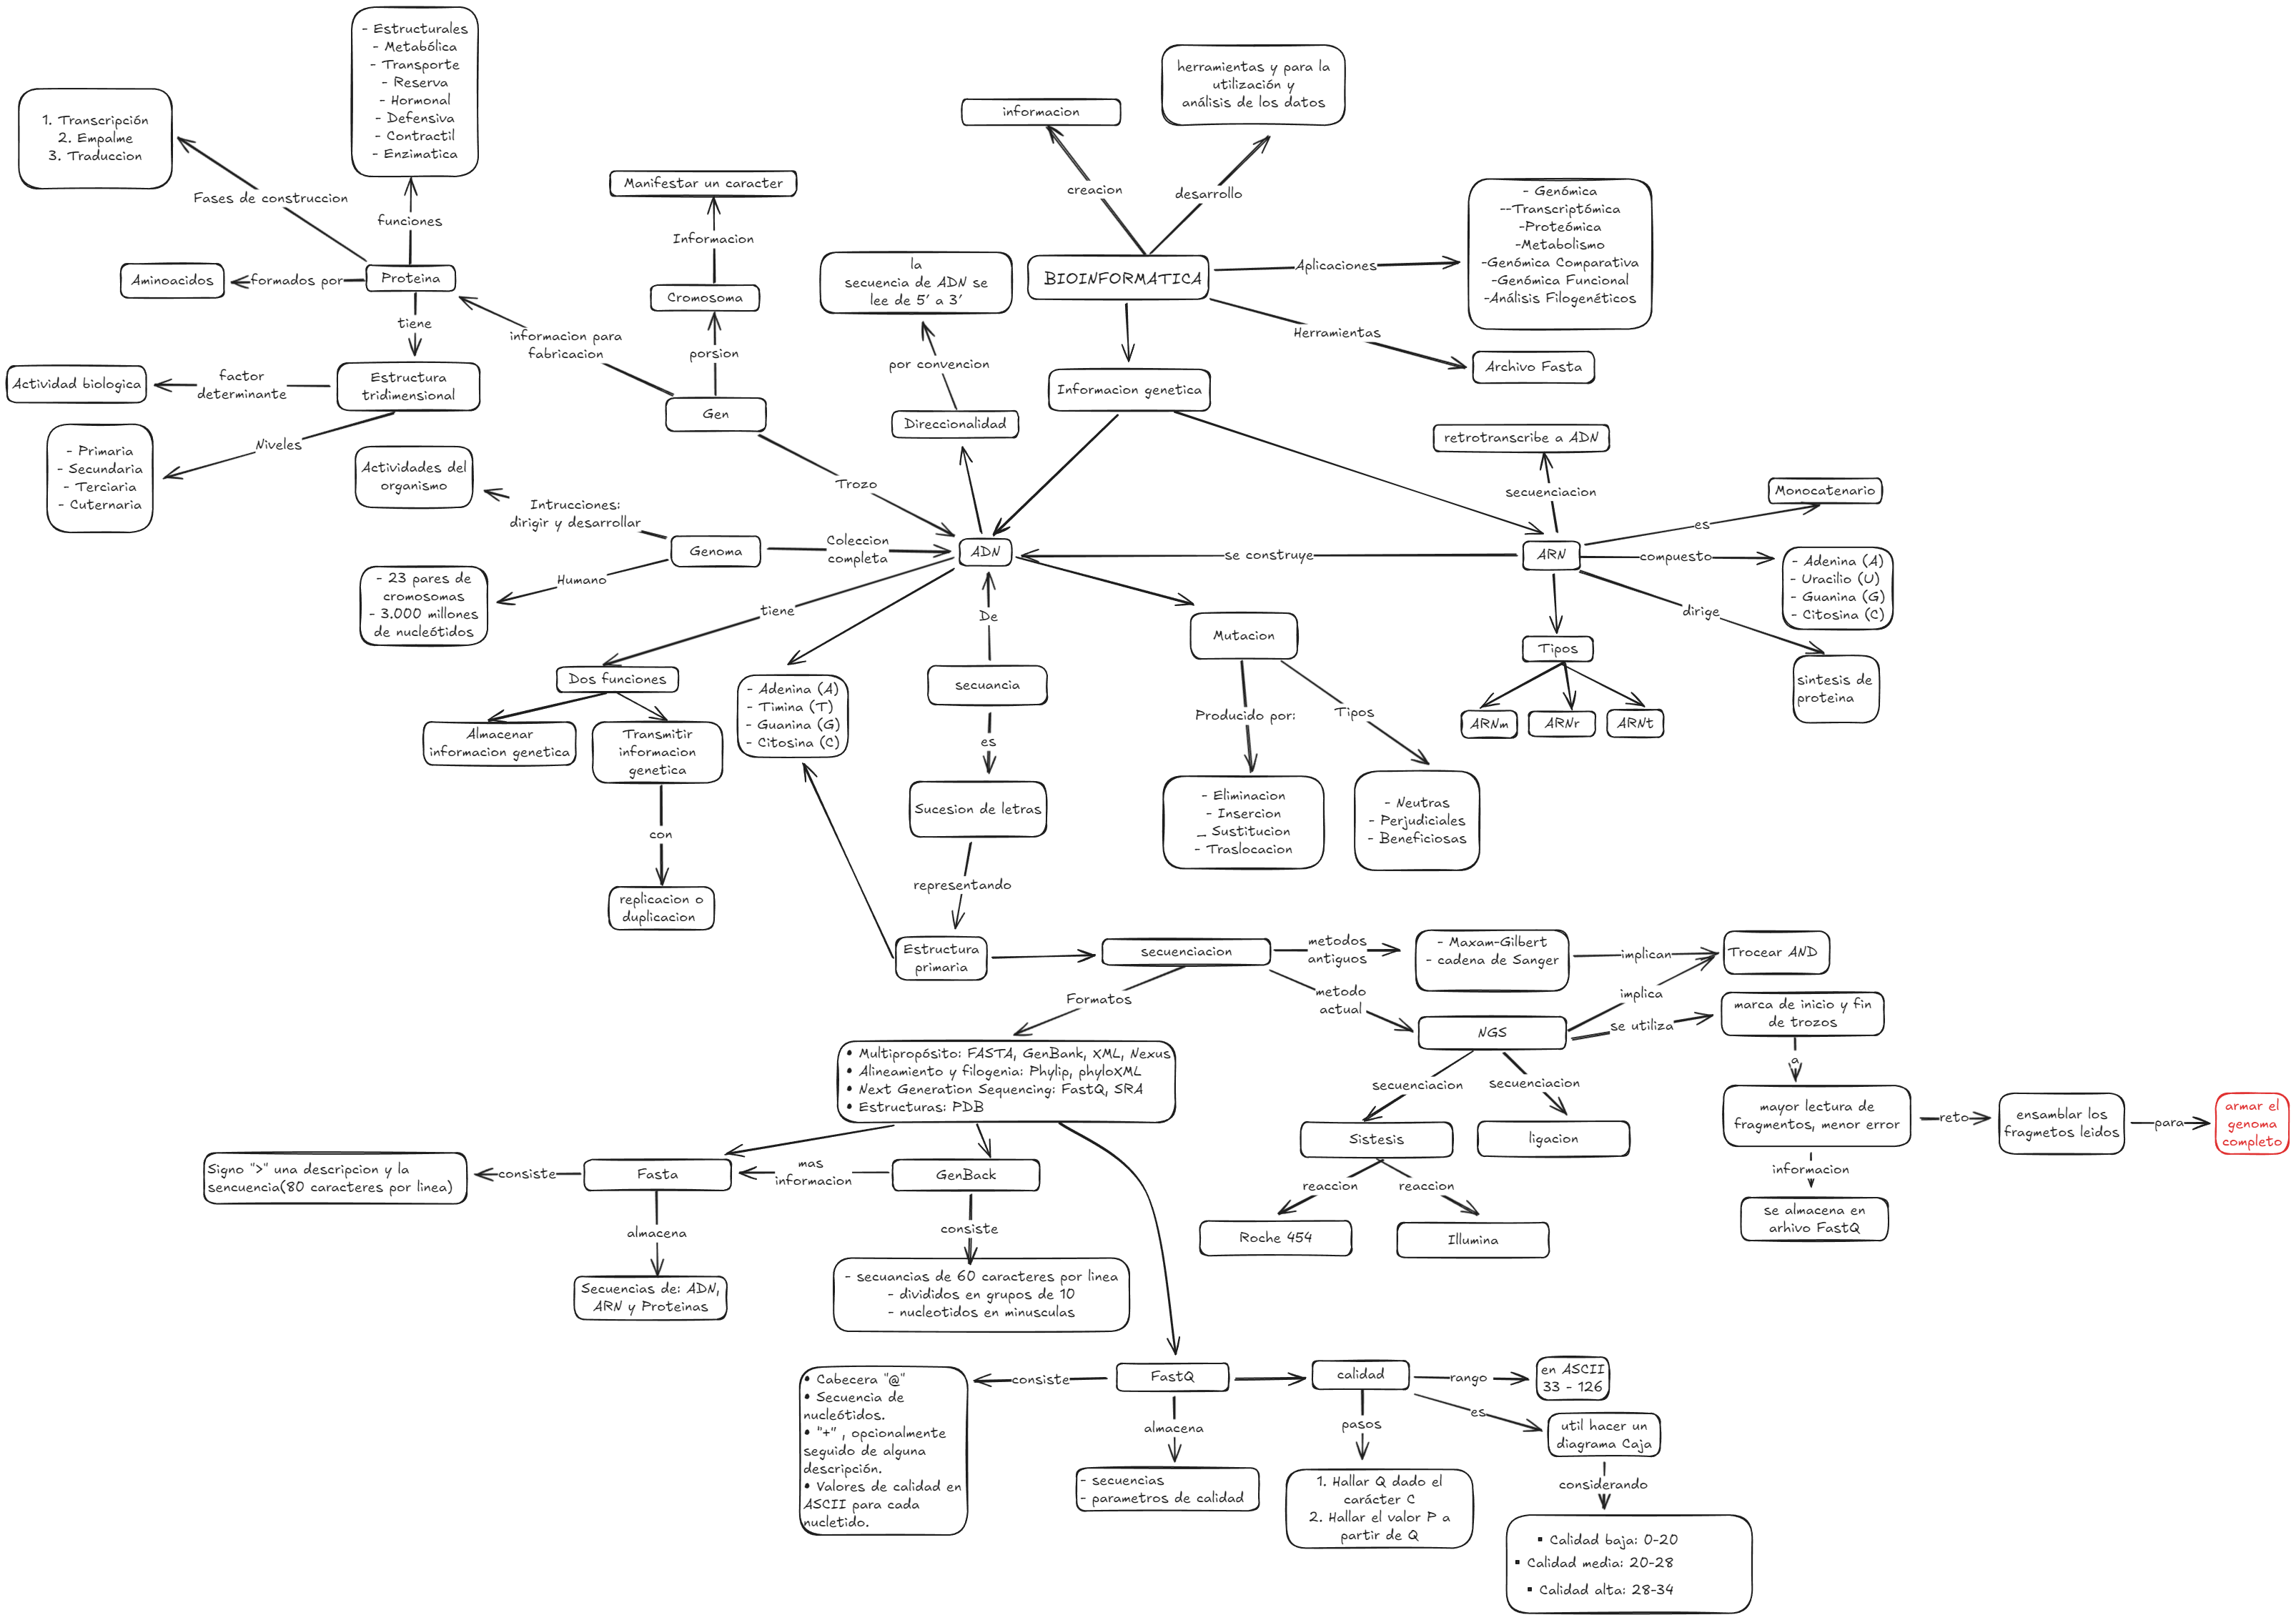 - Estructurales
- Metabólica
- Transporte
- Reserva
- Hormonal
- Defensiva
- Contractil
- Enzimatica
1. Transcripción
2. Empalme
3. Traduccion
Fases de construccion
funciones
Aminoacidos
formados por
Proteina
tiene
informacion para
fabricacion
Actividad biologica
factor
determinante
Estructura
tridimensional
Niveles
- Primaria
- Secundaria
- Terciaria
- Cuternaria
Manifestar un caracter
Informacion
Cromosoma
porsion
Gen
Trozo
Actividades del
organismo
Intrucciones:
dirigir y desarrollar
Genoma
Coleccion
completa
Humano
- 23 pares de
cromosomas
- 3.000 millones
de nucleótidos
informacion
herramientas y para la
utilización y
análisis de los datos
creacion
desarrollo
BIOINFORMATICA
Aplicaciones
- Genómica
--Transcriptómica
-Proteómica
-Metabolismo
-Genómica Comparativa
-Genómica Funcional
-Análisis Filogenéticos
Herramientas
Archivo Fasta
la
secuencia de ADN se
lee de 5' a 3'
por convencion
Direccionalidad
Informacion genetica
ADN
se construye
ARN
retrotranscribe a ADN
secuenciacion
Monocatenario
es
compuesto
- Adenina (A)
- Uracilio (U)
- Guanina (G)
- Citosina (C)
dirige
sintesis de
proteina
Tipos
ARNm
ARNr
ARNt
tiene
Dos funciones
Almacenar
informacion genetica
Transmitir
informacion
genetica
con
replicacion o
duplicacion
- Adenina (A)
- Timina (T)
- Guanina (G)
- Citosina (C)
De
secuancia
es
Sucesion de letras
representando
Estructura
primaria
Mutacion
Producido por:
Tipos
- Eliminacion
- Insercion
_ Sustitucion
- Traslocacion
- Neutras
- Perjudiciales
- Beneficiosas
secuenciacion
metodos
antiguos
- Maxam-Gilbert
- cadena de Sanger
implican
Trocear AND
metodo
actual
NGS
implica
se utiliza
marca de inicio y fin
de trozos
a
mayor lectura de
fragmentos, menor error
reto
ensamblar los
fragmetos leidos
para
armar el
genoma
completo
informacion
se almacena en
arhivo FastQ
secuenciacion
secuenciacion
Sistesis
ligacion
reaccion
reaccion
Roche 454
Illumina
Formatos
• Multipropósito: FASTA, GenBank, XML, Nexus
• Alineamiento y filogenia: Phylip, phyloXML
• Next Generation Sequencing: FastQ, SRA
• Estructuras: PDB
Signo ">" una descripcion y la
sencuencia(80 caracteres por linea)
consiste
Fasta
mas
informacion
GenBack
almacena
Secuencias de: ADN,
ARN y Proteinas
consiste
- secuancias de 60 caracteres por linea
- divididos en grupos de 10
- nucleotidos en minusculas
• Cabecera "@"
• Secuencia de
nucleótidos.
• "+" , opcionalmente
seguido de alguna
descripción.
• Valores de calidad en
ASCII para cada
nucletido.
consiste
FastQ
almacena
- secuencias
- parametros de calidad
calidad
rango
en ASCII
33 - 126
es
util hacer un
diagrama Caja
pasos
1. Hallar Q dado el
carácter C
2. Hallar el valor P a
partir de Q
considerando
▪ Calidad baja: 0-20
▪ Calidad media: 20-28
▪ Calidad alta: 28-34